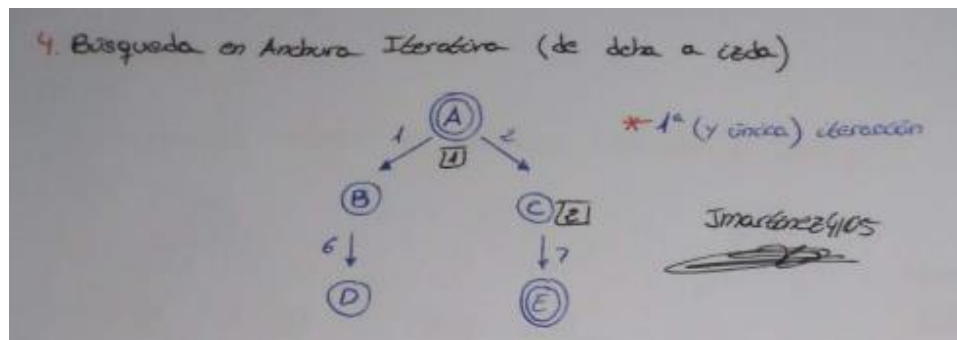 4. Búsqueda en Anchura Iterativa (de dcha a izda)
A
1 2
1
* 1ª (y única) iteración
B
C 2
Jmartinez4105
6 7
D
E